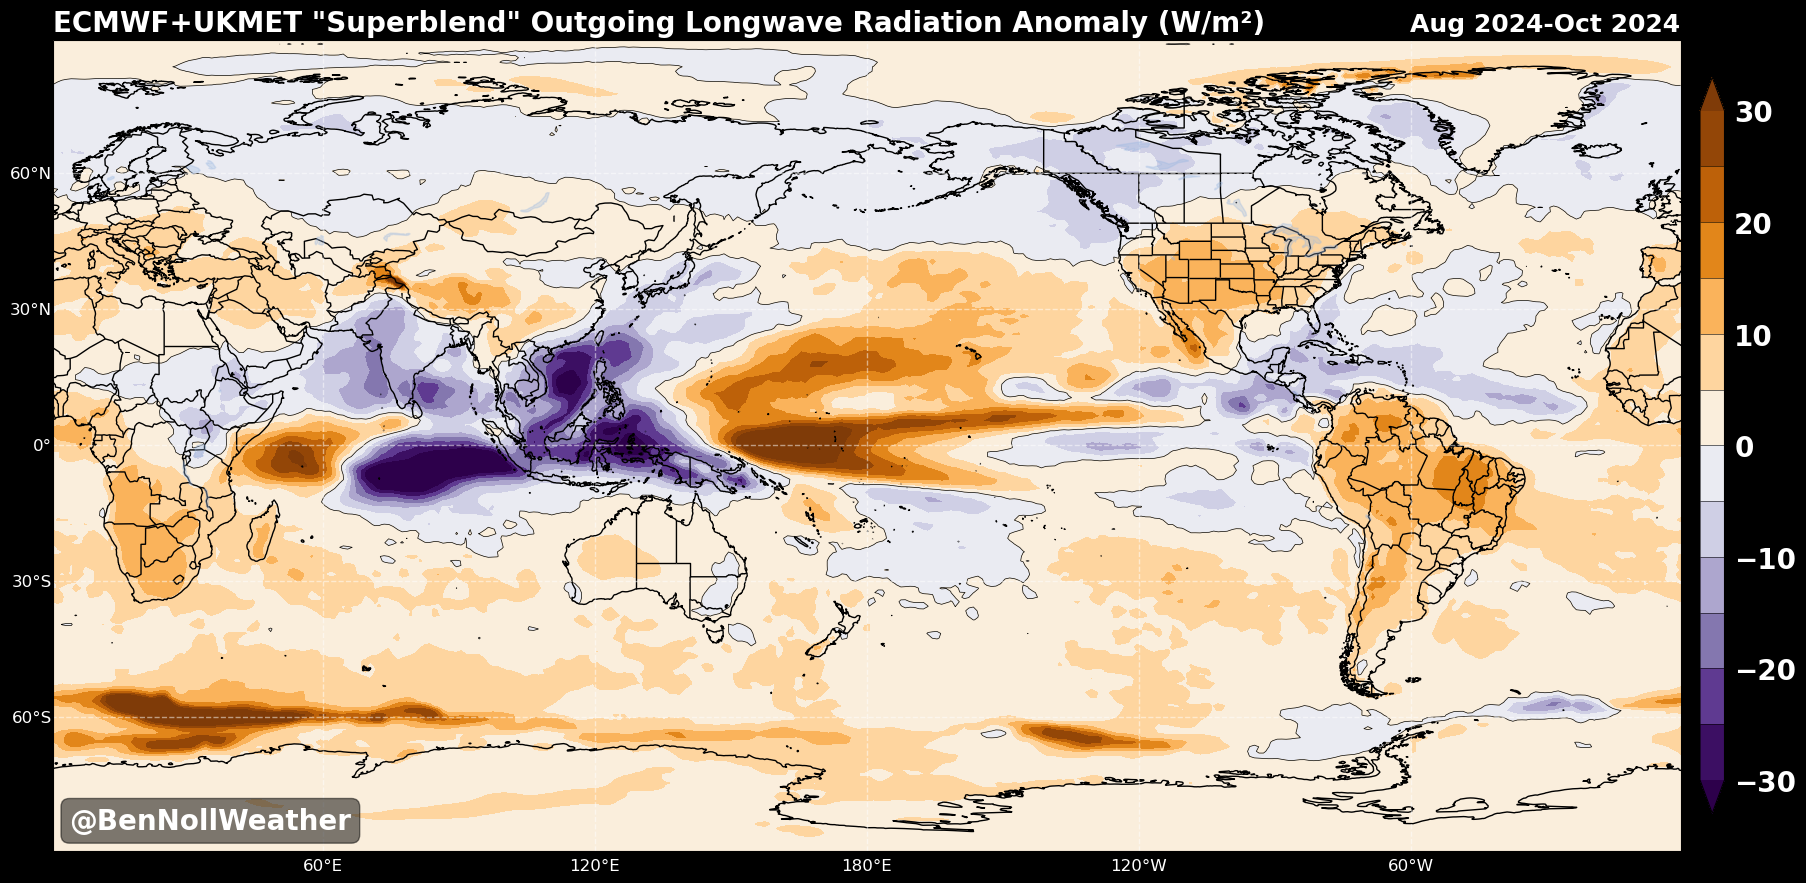 ECMWF+UKMET "Superblend" Outgoing Longwave Radiation Anomaly (W/m²)
Aug 2024-Oct 2024
60°N
30°N
0°
30°S
60°S
60°E
120°E
180°E
120°W
60°W
30
20
10
0
−10
−20
−30
@BenNollWeather